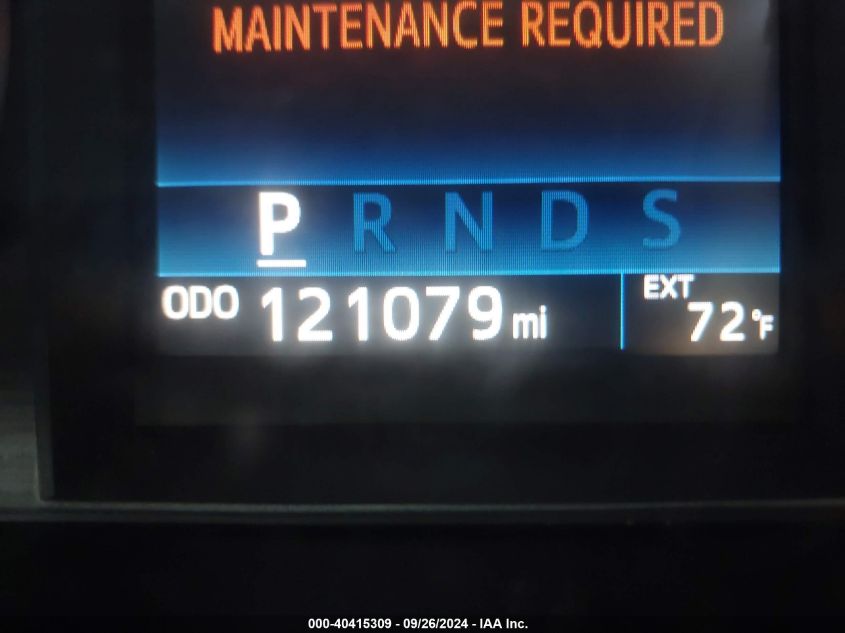 MAINTENANCE REQUIRED
P R N D S
ODO 121079 mi
EXT
72°F
000-40415309 - 09/26/2024 - IAA Inc.